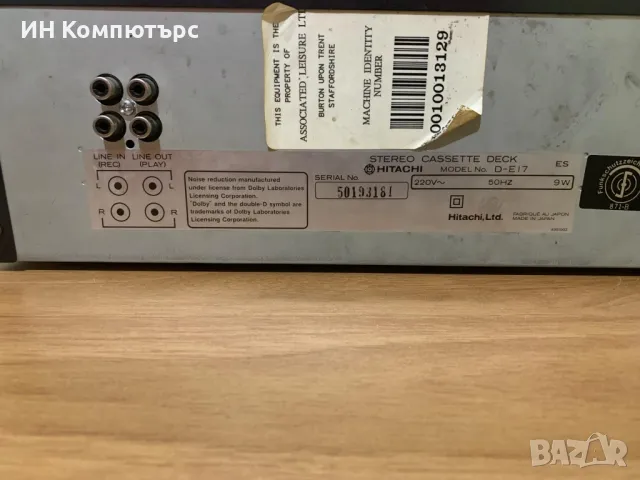 ИН Компютърс
THIS EQUIPMENT IS THE
PROPERTY OF
ASSOCIATED LEISURE LT
BURTON UPON TRENT
STAFFORDSHIRE
MACHINE IDENTITY
NUMBER
0010013129
LINE IN LINE OUT
(REC) (PLAY)
L L
R R
Noise reduction manufactured
under license from Dolby Laboratories
Licensing Corporation.
"Dolby" and the double-D symbol are
trademarks of Dolby Laboratories
Licensing Corporation.
STEREO CASSETTE DECK ES
HITACHI MODEL No. D-E17
SERIAL No.
50193181
220V~ 50HZ 9W
Hitachi, Ltd.
FABRIQUE AU JAPON
MADE IN JAPAN
Funkschutzzeichen
bazar